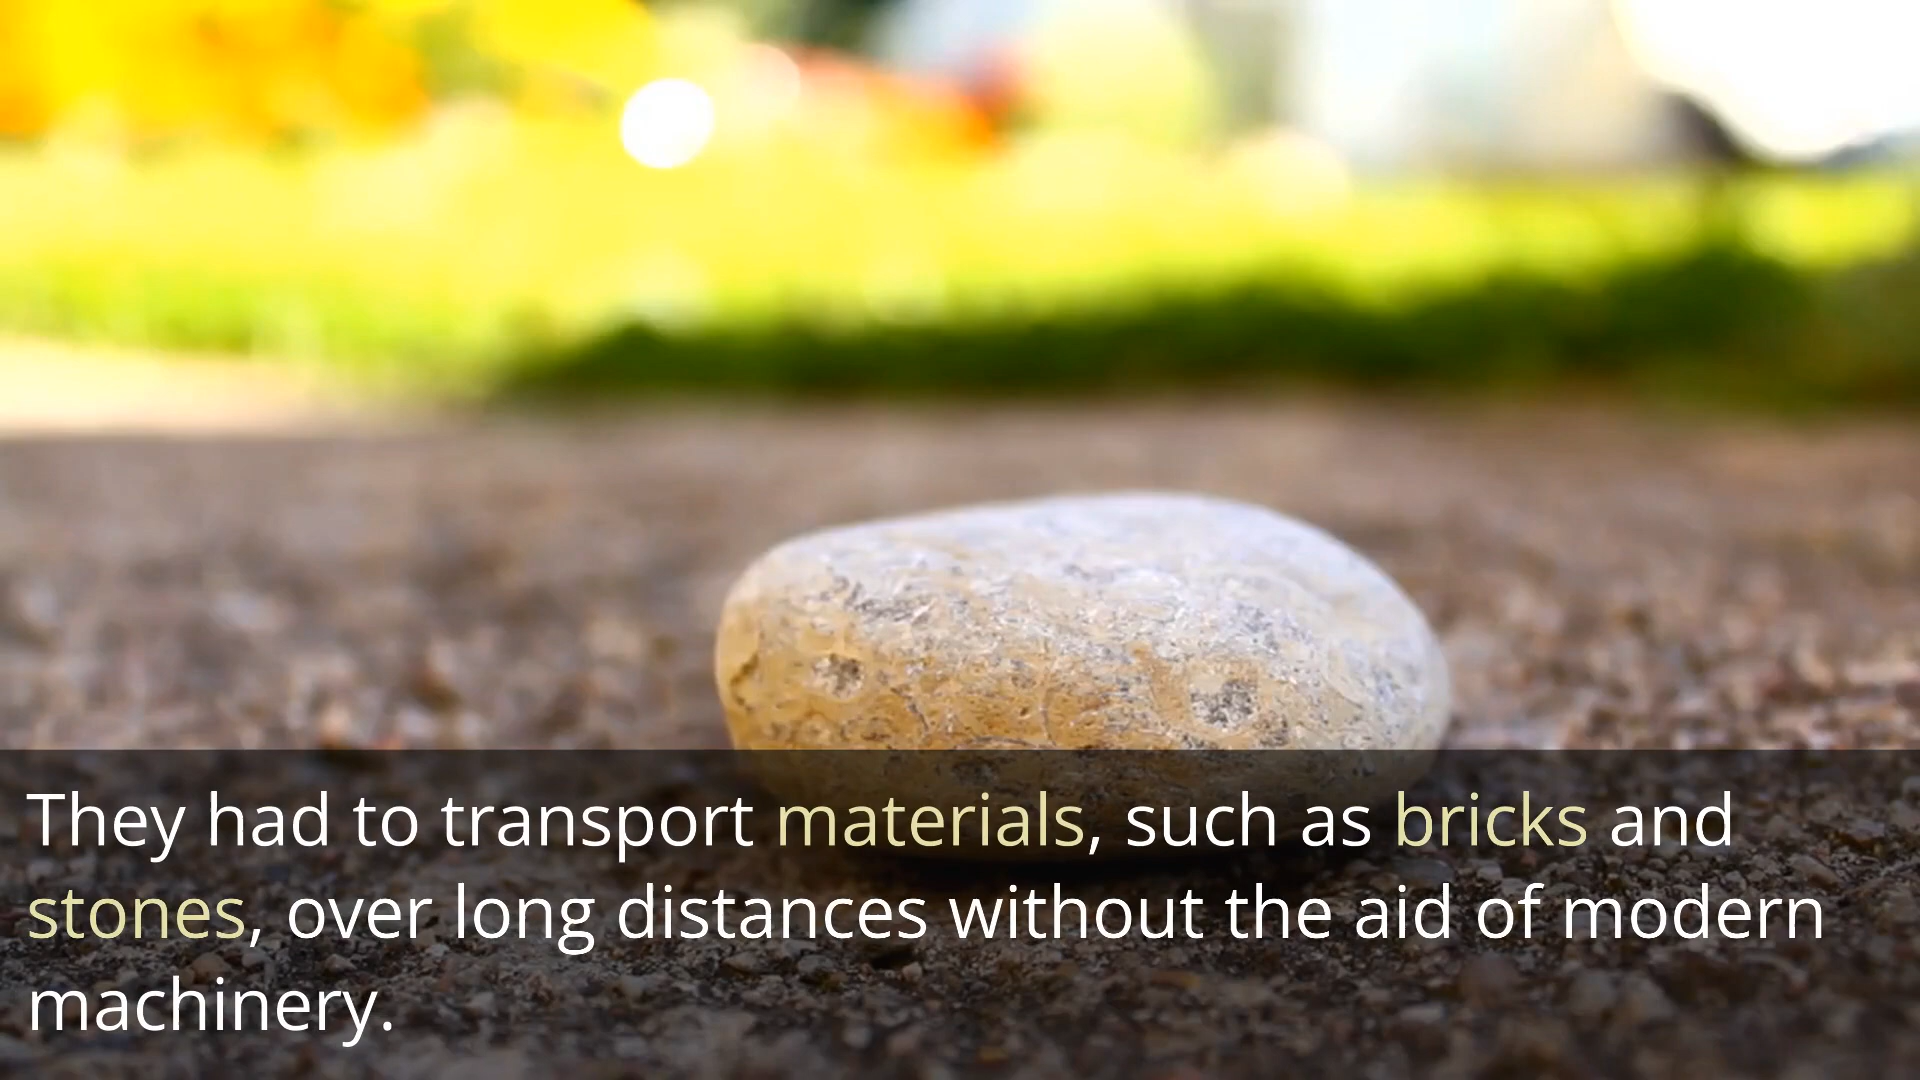 They had to transport materials, such as bricks and
stones, over long distances without the aid of modern
machinery.